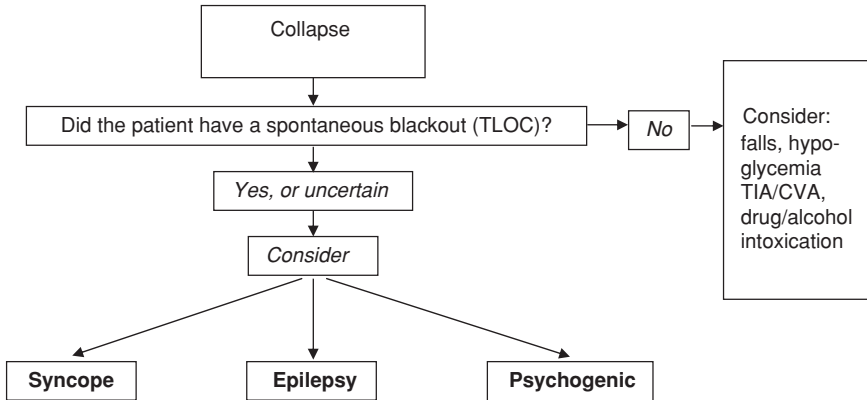 Collapse
Did the patient have a spontaneous blackout (TLOC)?
No
Consider:
falls, hypo-
glycemia
TIA/CVA,
drug/alcohol
intoxication
Yes, or uncertain
Consider
Syncope
Epilepsy
Psychogenic